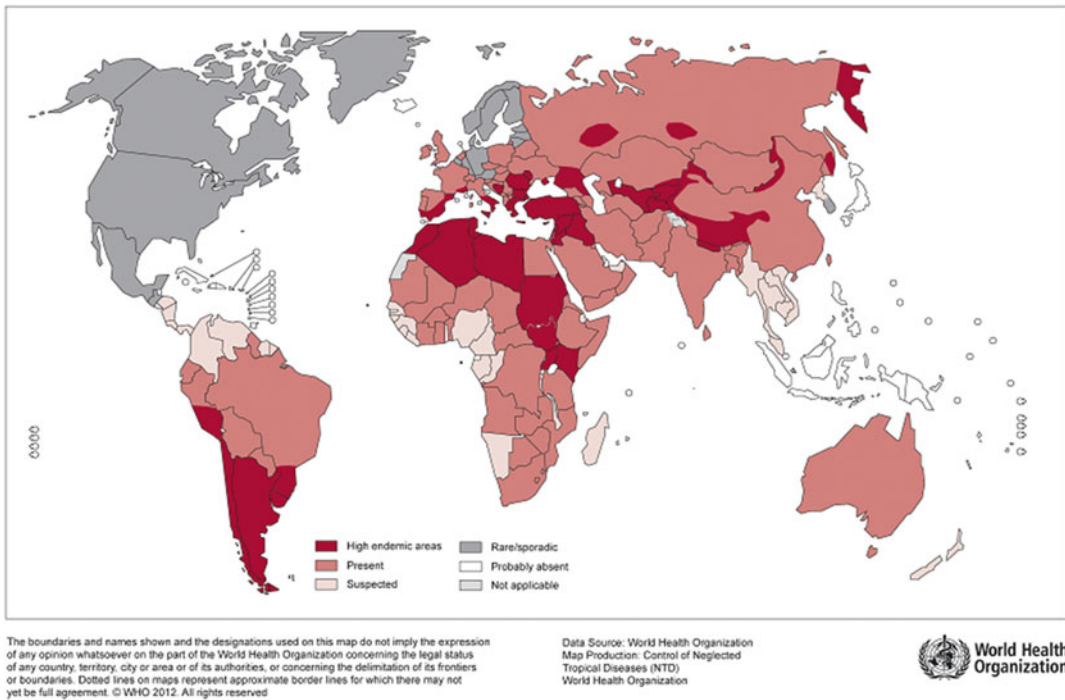 High endemic areas
Present
Suspected
Rare/sporadic
Probably absent
Not applicable
The boundaries and names shown and the designations used on this map do not imply the expression
of any opinion whatsoever on the part of the World Health Organization concerning the legal status
of any country, territory, city or area or of its authorities, or concerning the delimitation of its frontiers
or boundaries. Dotted lines on maps represent approximate border lines for which there may not
yet be full agreement. © WHO 2012. All rights reserved
Data Source: World Health Organization
Map Production: Control of Neglected
Tropical Diseases (NTD)
World Health Organization
World Health
Organization